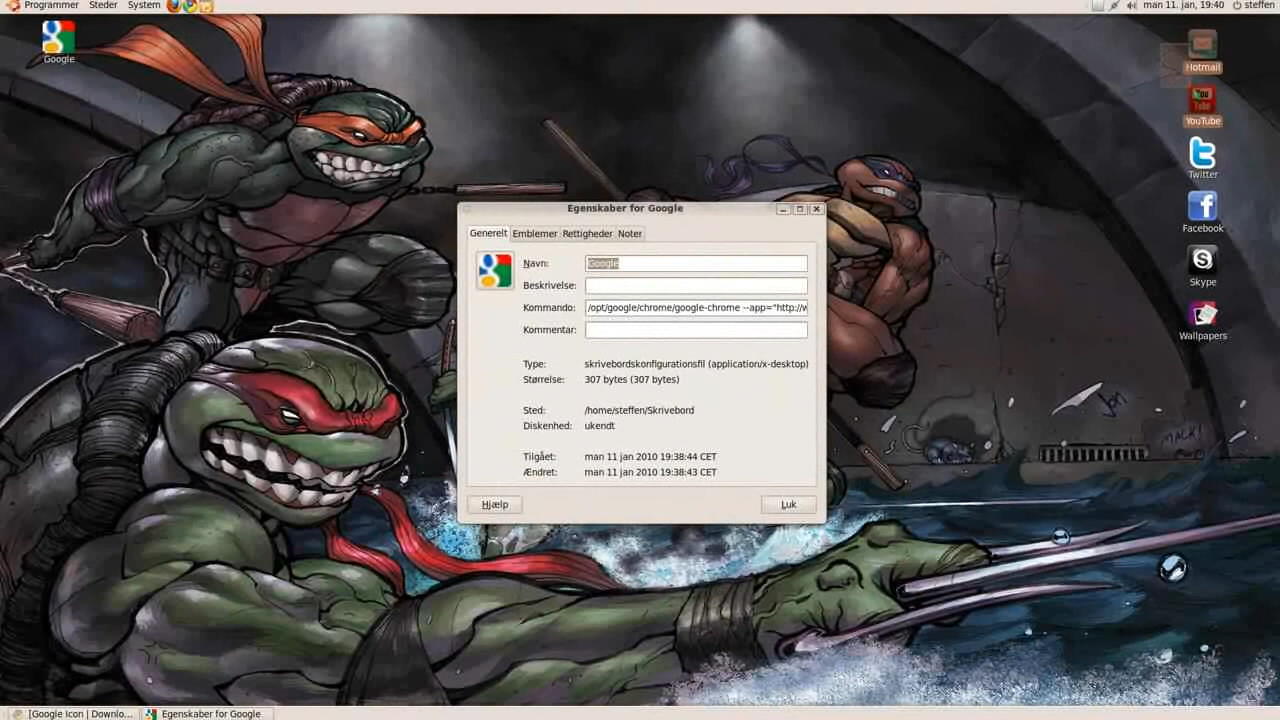 Programmer Steder System
man 11. jan, 19:40 steffen
Google
Hotmail
You
Tube
YouTube
Twitter
Facebook
Skype
Wallpapers
Egenskaber for Google
Generelt Emblemer Rettigheder Noter
Navn: Google
Beskrivelse:
Kommando: /opt/google/chrome/google-chrome --app="http://w
Kommentar:
Type: skrivebordskonfigurationsfil (application/x-desktop)
Størrelse: 307 bytes (307 bytes)
Sted: /home/steffen/Skrivebord
Diskenhed: ukendt
Tilgået: man 11 jan 2010 19:38:44 CET
Ændret: man 11 jan 2010 19:38:43 CET
Hjælp Luk
Jon
MACK!
[Google Icon | Downlo... Egenskaber for Google